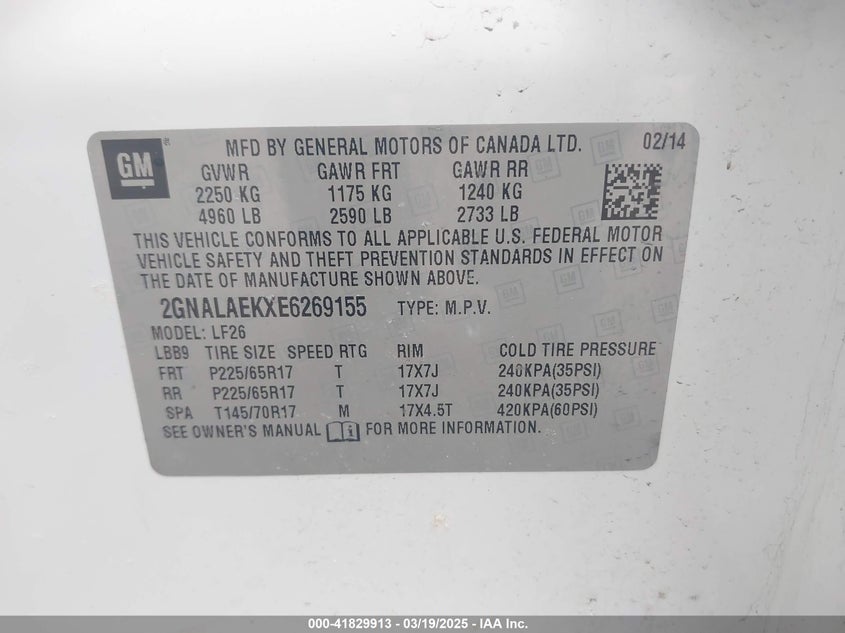 GM
MFD BY GENERAL MOTORS OF CANADA LTD. 02/14
GVWR GAWR FRT GAWR RR
2250 KG 1175 KG 1240 KG
4960 LB 2590 LB 2733 LB
THIS VEHICLE CONFORMS TO ALL APPLICABLE U.S. FEDERAL MOTOR
VEHICLE SAFETY AND THEFT PREVENTION STANDARDS IN EFFECT ON
THE DATE OF MANUFACTURE SHOWN ABOVE.
2GNALAEKXE6269155 TYPE: M.P.V.
MODEL: LF26
LBB9 TIRE SIZE SPEED RTG RIM COLD TIRE PRESSURE
FRT P225/65R17 T 17X7J 240KPA(35PSI)
RR P225/65R17 T 17X7J 240KPA(35PSI)
SPA T145/70R17 M 17X4.5T 420KPA(60PSI)
SEE OWNER'S MANUAL FOR MORE INFORMATION.
000-41829913 - 03/19/2025 - IAA Inc.